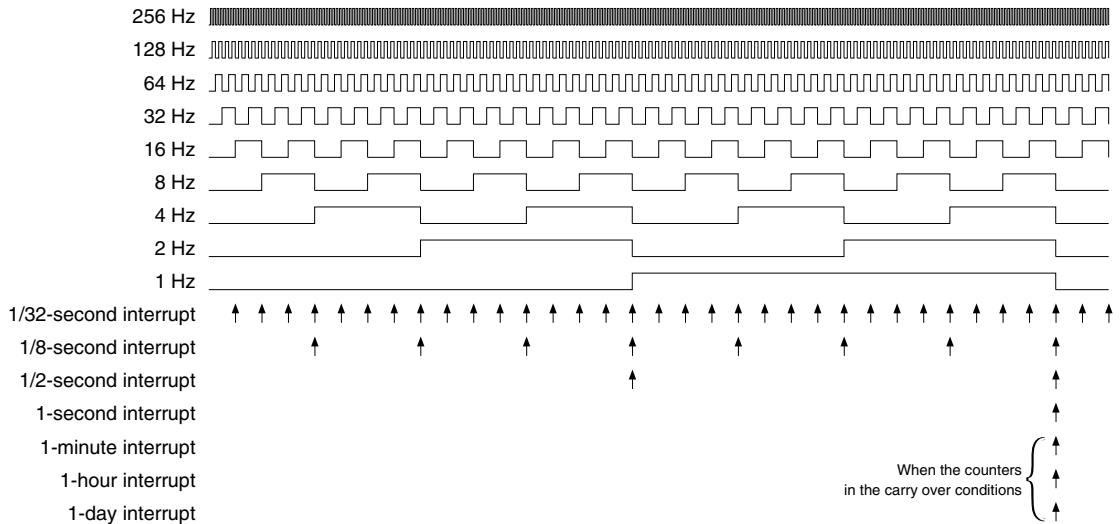 256 Hz
128 Hz
64 Hz
32 Hz
16 Hz
8 Hz
4 Hz
2 Hz
1 Hz
1/32-second interrupt
1/8-second interrupt
1/2-second interrupt
1-second interrupt
1-minute interrupt
1-hour interrupt
1-day interrupt
When the counters
in the carry over conditions